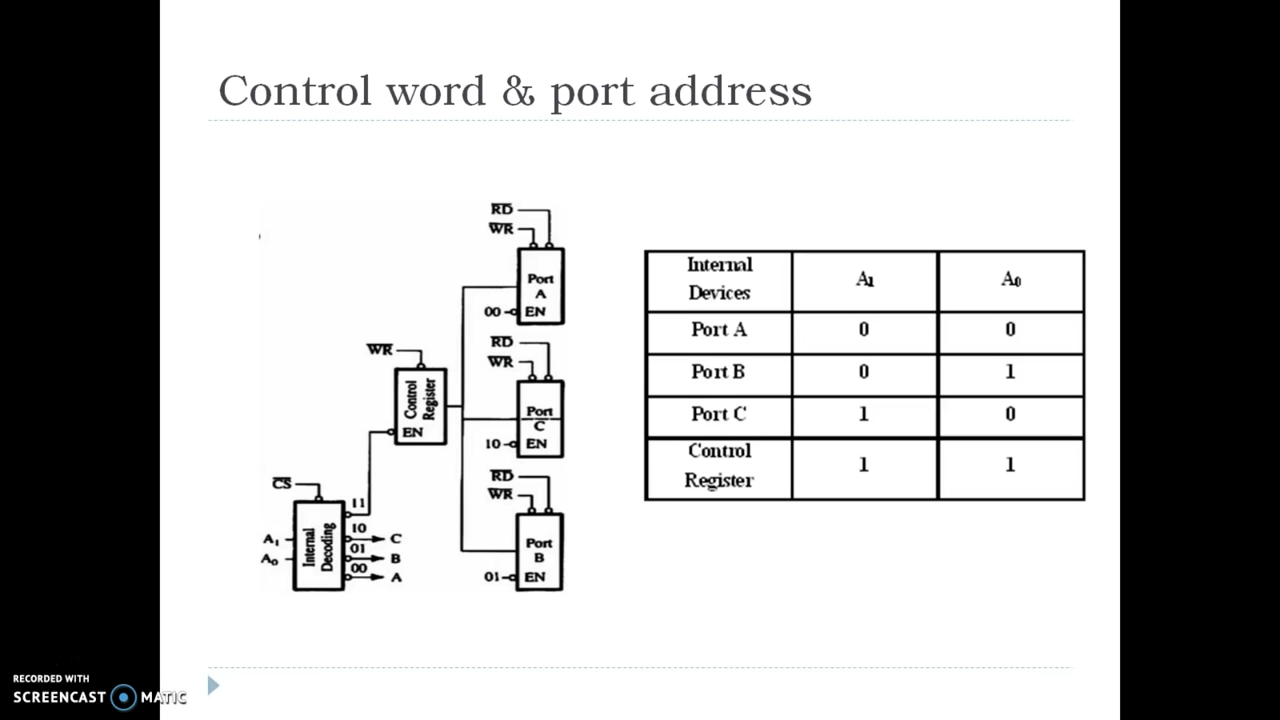 Control word & port address
RD
WR
Port
A
00 EN
RD
WR
Port
C
10 EN
RD
WR
Port
B
01 EN
WR
Control
Register
EN
CS
11
10
01
00
A₁
A₀
Internal
Decoding
C
B
A
Internal
Devices
A₁
A₀
Port A 0 0
Port B 0 1
Port C 1 0
Control
Register
1 1
RECORDED WITH
SCREENCAST MATIC